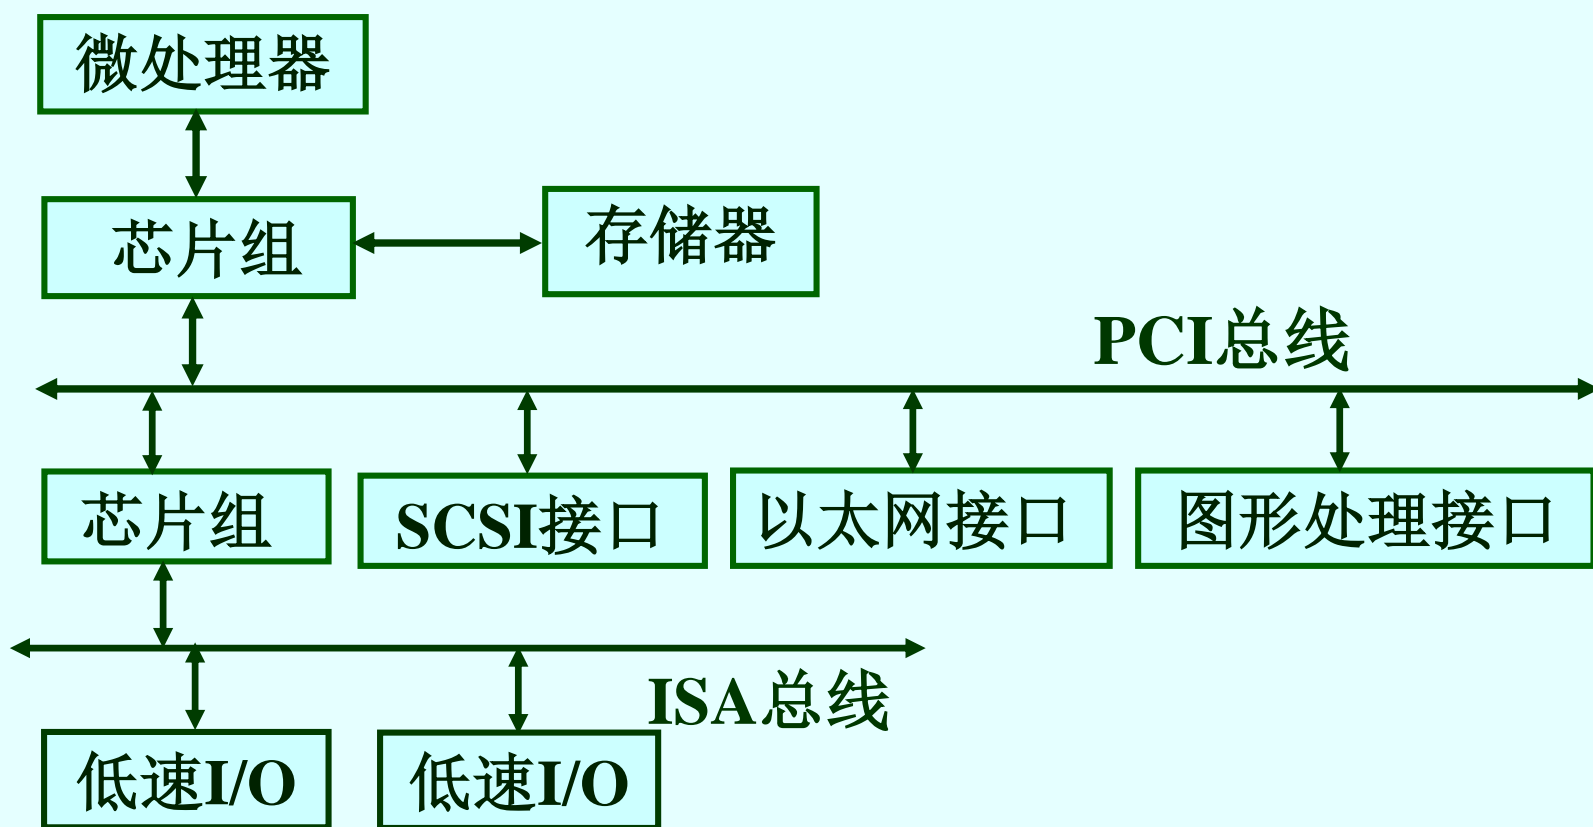 微处理器
芯片组
存储器
PCI总线
芯片组
SCSI接口
以太网接口
图形处理接口
ISA总线
低速I/O
低速I/O